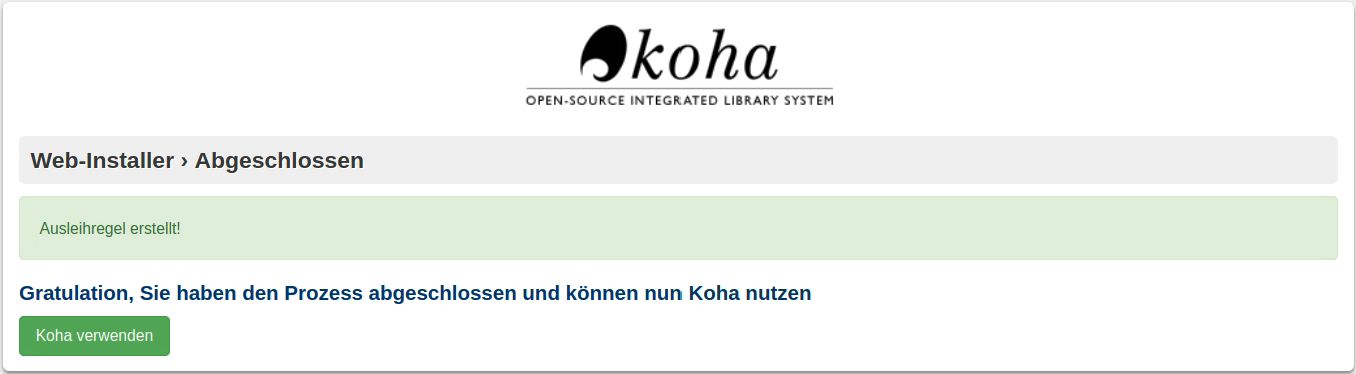 koha
OPEN-SOURCE INTEGRATED LIBRARY SYSTEM
Web-Installer › Abgeschlossen
Ausleihregel erstellt!
Gratulation, Sie haben den Prozess abgeschlossen und können nun Koha nutzen
Koha verwenden